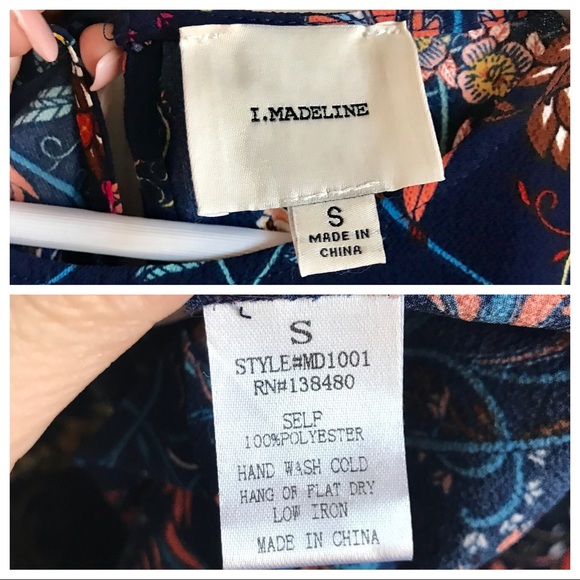 I.MADELINE
S
MADE IN
CHINA
S
STYLE#MD1001
RN#138480
SELF
100%POLYESTER
HAND WASH COLD
HANG OR FLAT DRY
LOW IRON
MADE IN CHINA